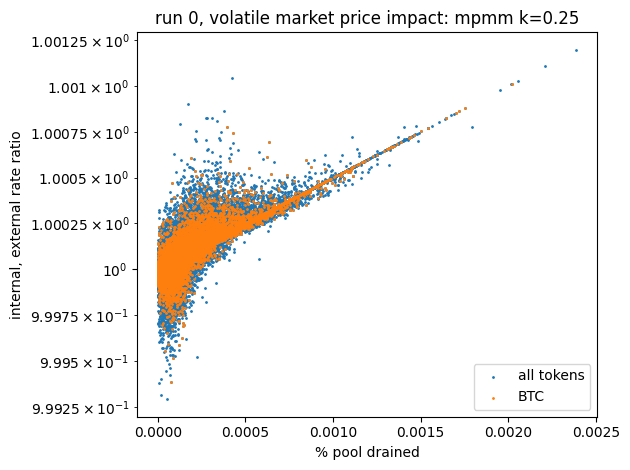 run 0, volatile market price impact: mpmm k=0.25
internal, external rate ratio
1.00125 × 10⁰
1.001 × 10⁰
1.00075 × 10⁰
1.0005 × 10⁰
1.00025 × 10⁰
10⁰
9.9975 × 10⁻¹
9.995 × 10⁻¹
9.9925 × 10⁻¹
all tokens
BTC
0.0000 0.0005 0.0010 0.0015 0.0020 0.0025
% pool drained